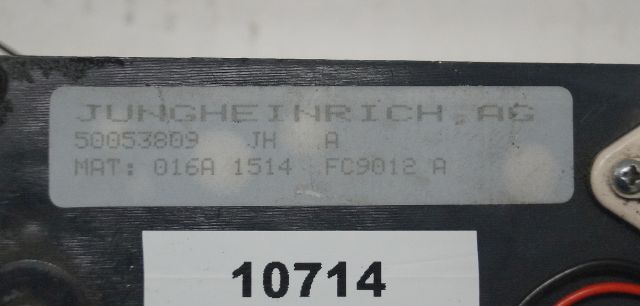 JUNGHEINRICH,AG
50053809 JH A
MAT: 016A 1514 FC9012 A
10714